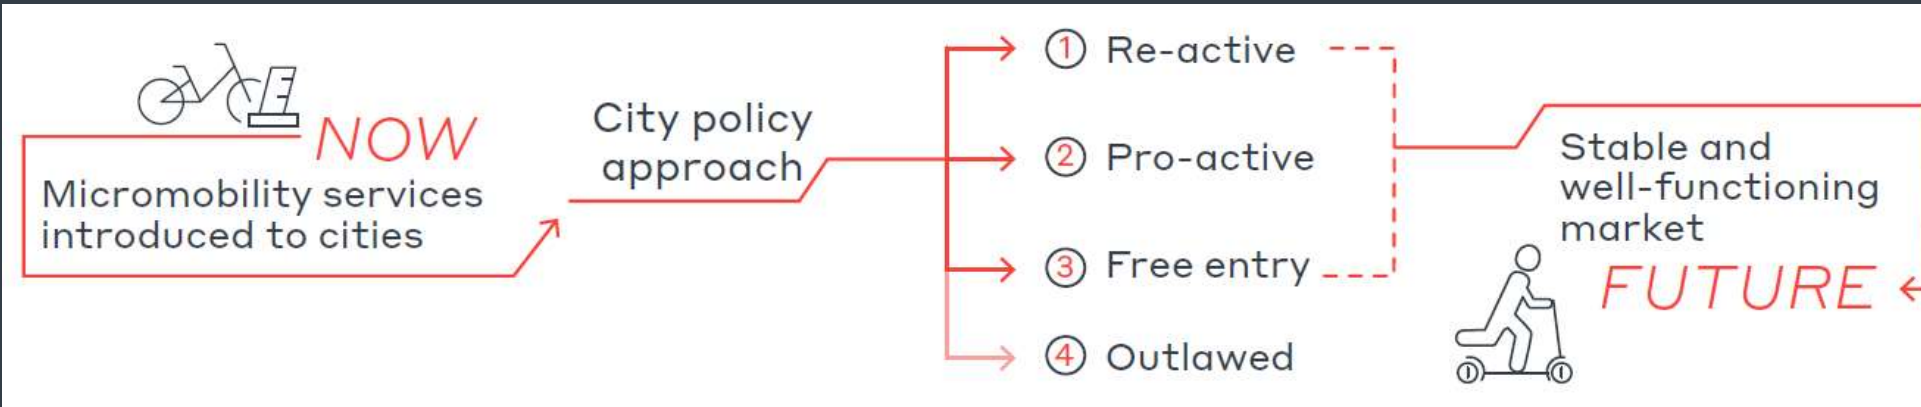 NOW
Micromobility services
introduced to cities
City policy
approach
1 Re-active
2 Pro-active
3 Free entry
4 Outlawed
Stable and
well-functioning
market
FUTURE